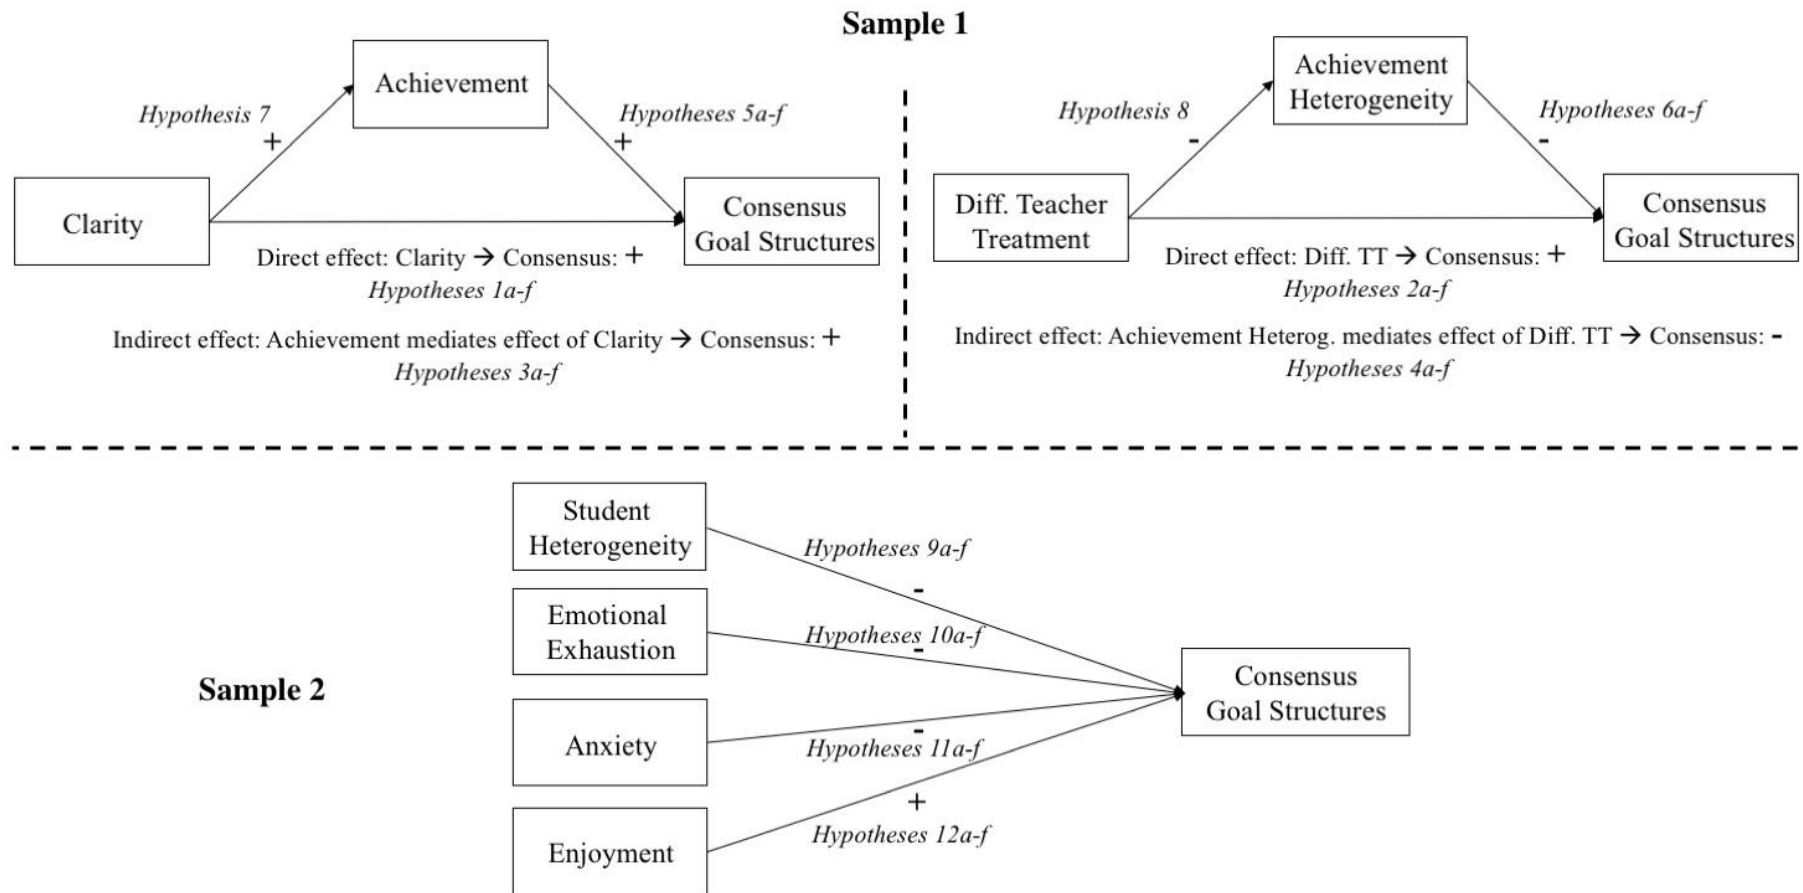 Sample 1
Achievement
Hypothesis 7
+
Hypotheses 5a-f
+
Clarity
Consensus
Goal Structures
Direct effect: Clarity → Consensus: +
Hypotheses 1a-f
Indirect effect: Achievement mediates effect of Clarity → Consensus: +
Hypotheses 3a-f
Achievement
Heterogeneity
Hypothesis 8
-
Hypotheses 6a-f
-
Diff. Teacher
Treatment
Consensus
Goal Structures
Direct effect: Diff. TT → Consensus: +
Hypotheses 2a-f
Indirect effect: Achievement Heterog. mediates effect of Diff. TT → Consensus: -
Hypotheses 4a-f
Sample 2
Student
Heterogeneity
Hypotheses 9a-f
-
Emotional
Exhaustion
Hypotheses 10a-f
-
Anxiety
-
Hypotheses 11a-f
Enjoyment
+
Hypotheses 12a-f
Consensus
Goal Structures